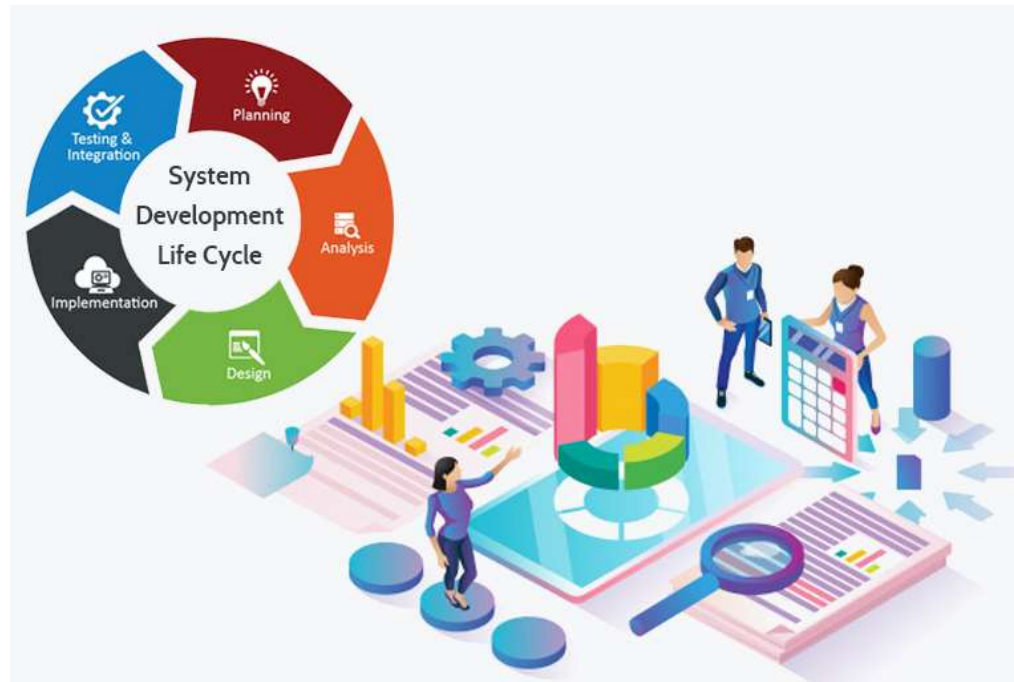 System
Development
Life Cycle
Planning
Analysis
Design
Implementation
Testing &
Integration